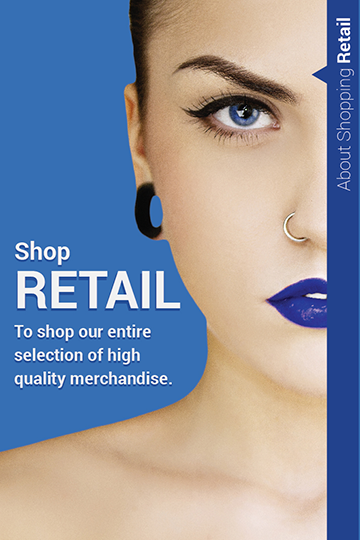 Shop
RETAIL
To shop our entire
selection of high
quality merchandise.
About Shopping Retail